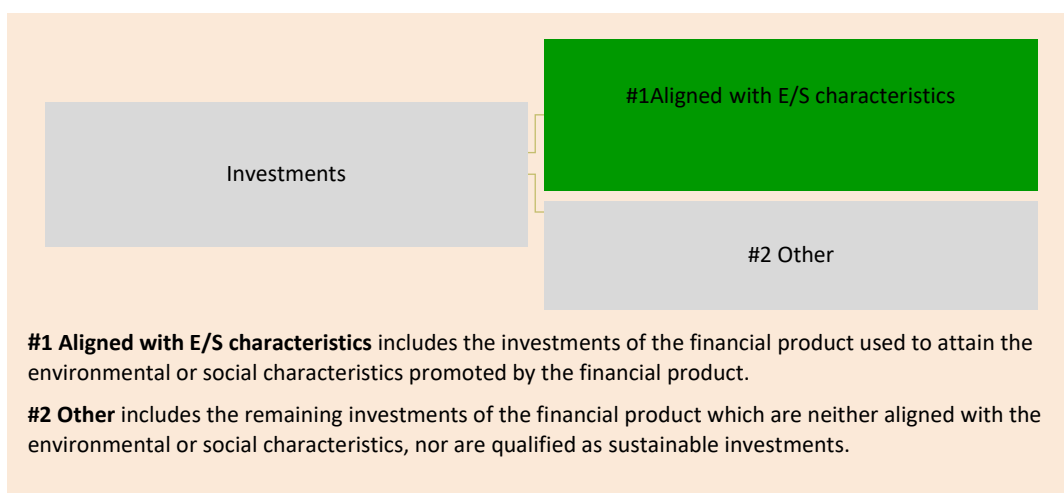 #1Aligned with E/S characteristics
Investments
#2 Other
#1 Aligned with E/S characteristics includes the investments of the financial product used to attain the
environmental or social characteristics promoted by the financial product.
#2 Other includes the remaining investments of the financial product which are neither aligned with the
environmental or social characteristics, nor are qualified as sustainable investments.